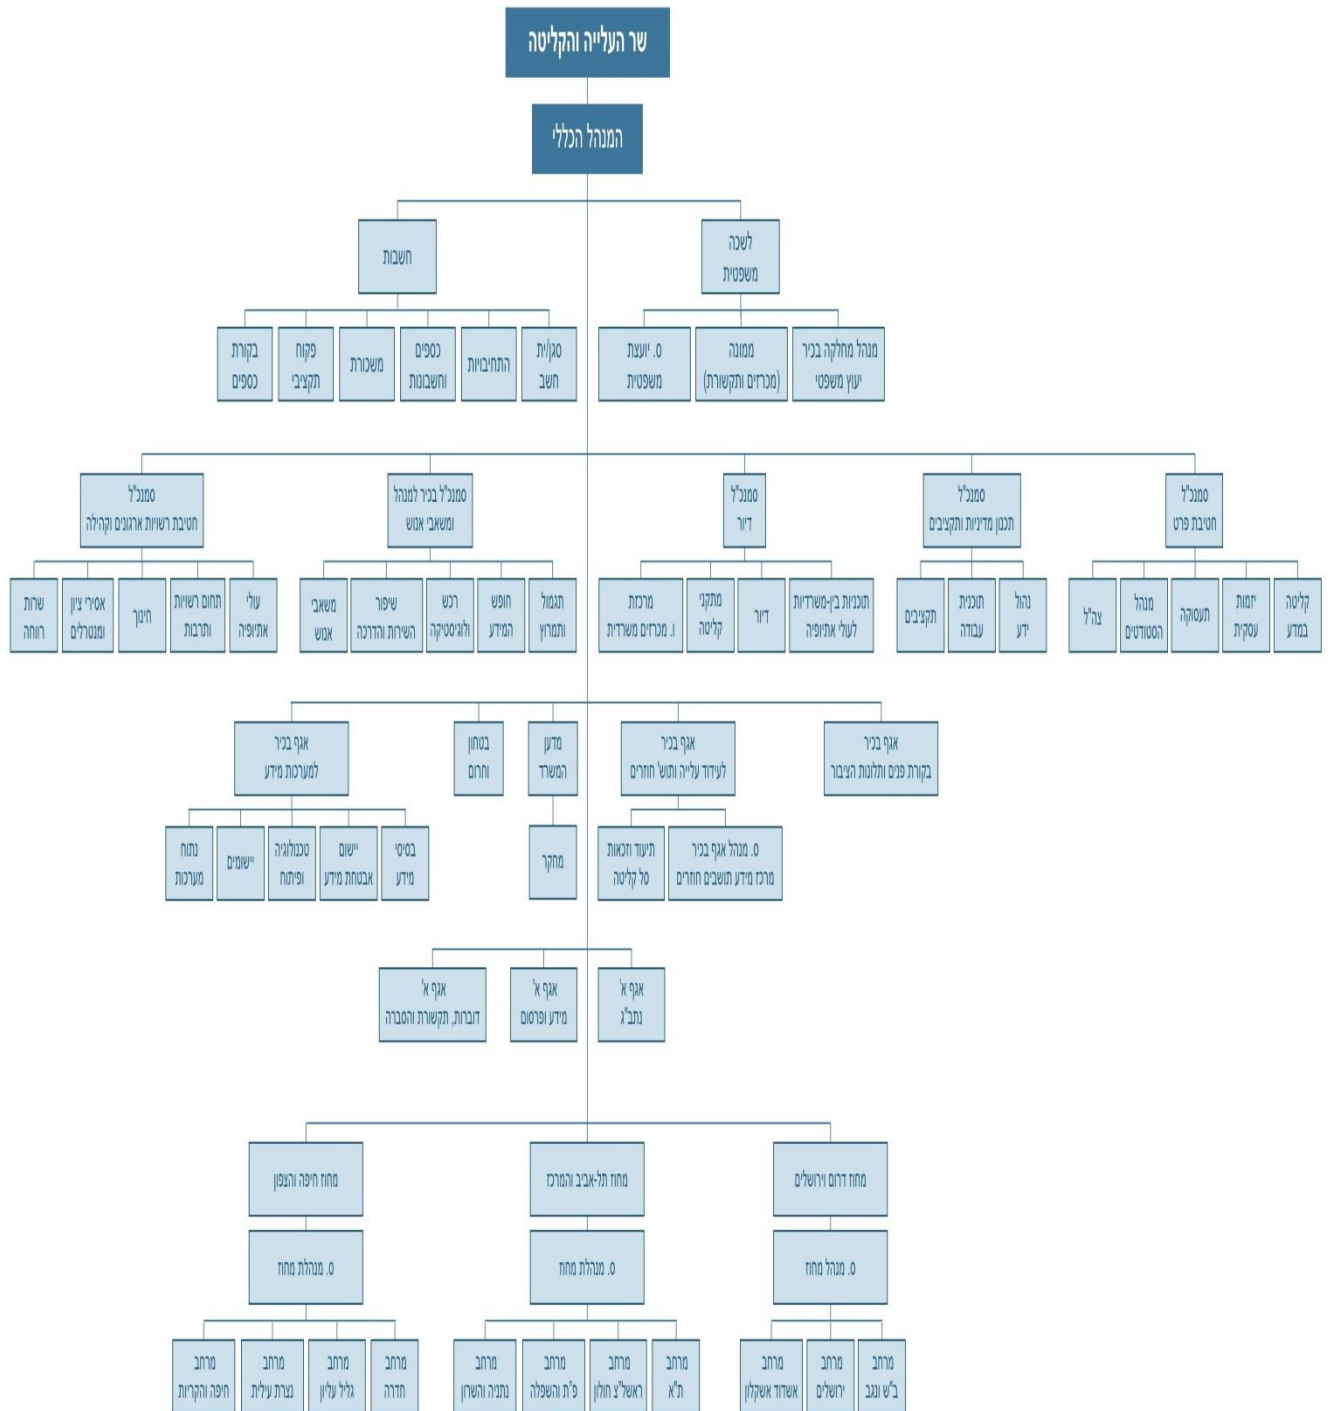 שר העלייה והקליטה
המנהל הכללי
לשכה
משפטית
חשבות
מנהל מחלקה בכיר
יעוץ משפטי
ממונה
(מכרזים ותקשורת)
ס. יועצת
משפטית
סגן/ית
חשב
התחיבויות
כספים
וחשבונות
משכורת
פקוח
תקציבי
בקורת
כספים
סמנכ"ל
חטיבת פרט
סמנכ"ל
תכנון מדיניות ותקציבים
סמנכ"ל
דיור
סמנכ"ל בכיר למנהל
ומשאבי אנוש
סמנכ"ל
חטיבת רשויות ארגונים וקהילה
קליטה
במדע
יזמות
עסקית
תעסוקה
מנהל
הסטודטים
צה"ל
נהול
ידע
תוכנית
עבודה
תקציבים
תוכניות בין-משרדיות
לעולי אתיופיה
דיור
מתקני
קליטה
מרכזת
ו. מכרזים משרדית
תגמול
ותמרוץ
חופש
המידע
רכש
ולוגיסטיקה
שיפור
השירות והדרכה
משאבי
אנוש
עולי
אתיופיה
תחום רשויות
ותרבות
חינוך
אסירי ציון
ומנטרלים
שרות
רווחה
אגף בכיר
בקורת פנים ותלונות הציבור
אגף בכיר
לעידוד עלייה ותוש' חוזרים
מדען
המשרד
בטחון
וחרום
אגף בכיר
למערכות מידע
ס. מנהל אגף בכיר
מרכז מידע תושבים חוזרים
תיעוד וזכאות
סל קליטה
מחקר
בסיסי
מידע
יישום
אבטחת מידע
טכנולוגיה
ופיתוח
יישומים
נתוח
מערכות
אגף א'
נתב"ג
אגף א'
מידע ופרסום
אגף א'
דוברות, תקשורת והסברה
מחוז דרום וירושלים
מחוז תל-אביב והמרכז
מחוז חיפה והצפון
ס. מנהל מחוז
ס. מנהלת מחוז
ס. מנהלת מחוז
מרחב
ב"ש ונגב
מרחב
ירושלים
מרחב
אשדוד אשקלון
מרחב
ת"א
מרחב
ראשל"צ חולון
מרחב
פ"ת והשפלה
מרחב
נתניה והשרון
מרחב
חדרה
מרחב
גליל עליון
מרחב
נצרת עילית
מרחב
חיפה והקריות